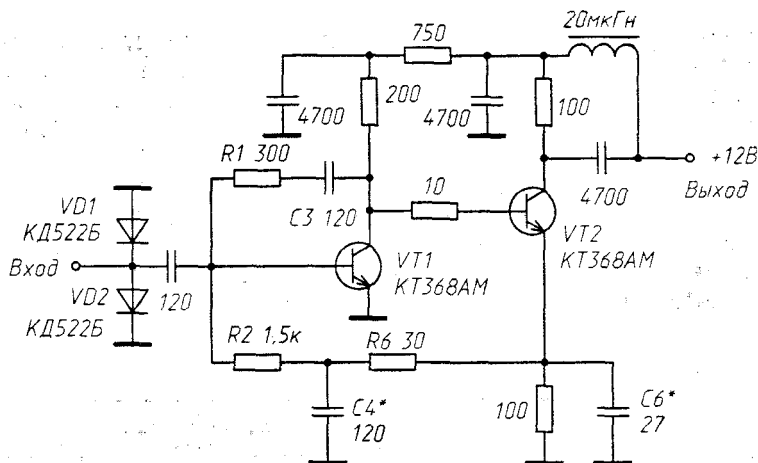 20мкГн
750
4700
200
4700
100
R1 300
C3 120
10
4700
+12В
Выход
VD1
КД522Б
Вход
VT1
КТ368АМ
VT2
КТ368АМ
VD2
КД522Б
120
R2 1,5к
R6 30
C4*
120
100
C6*
27